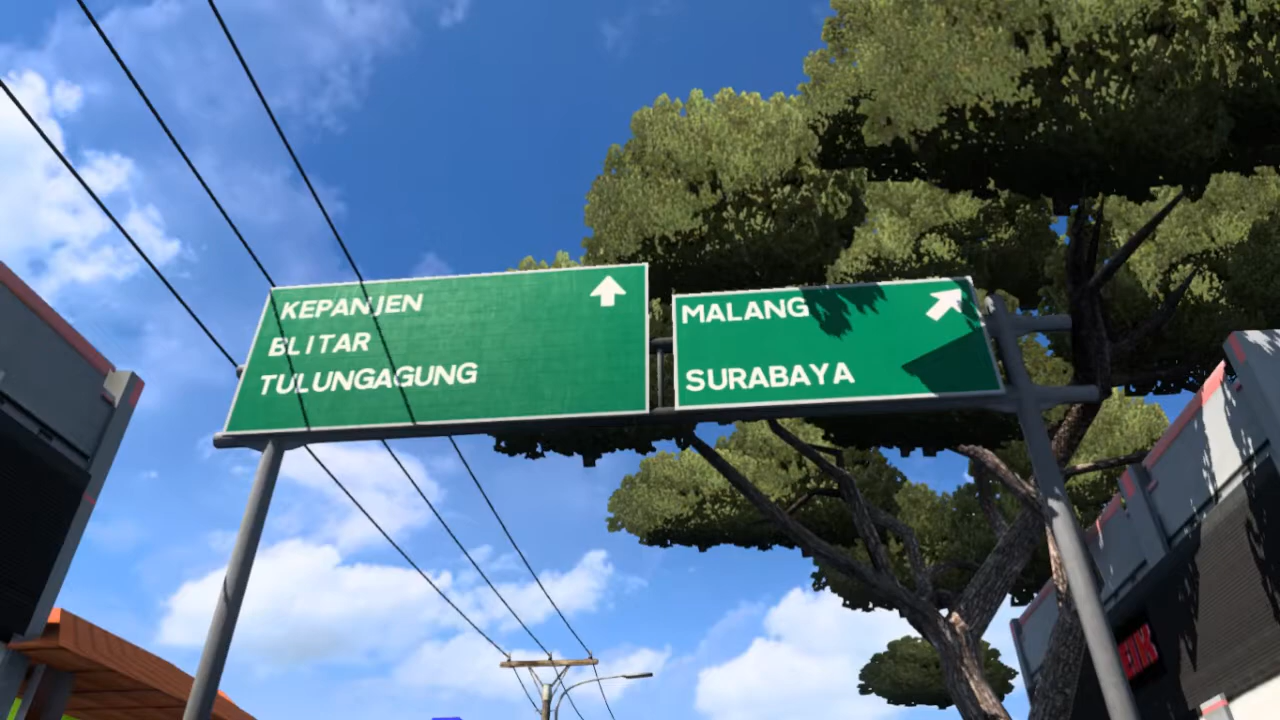 KEPANJEN
BLITAR
TULUNGAGUNG
MALANG
SURABAYA